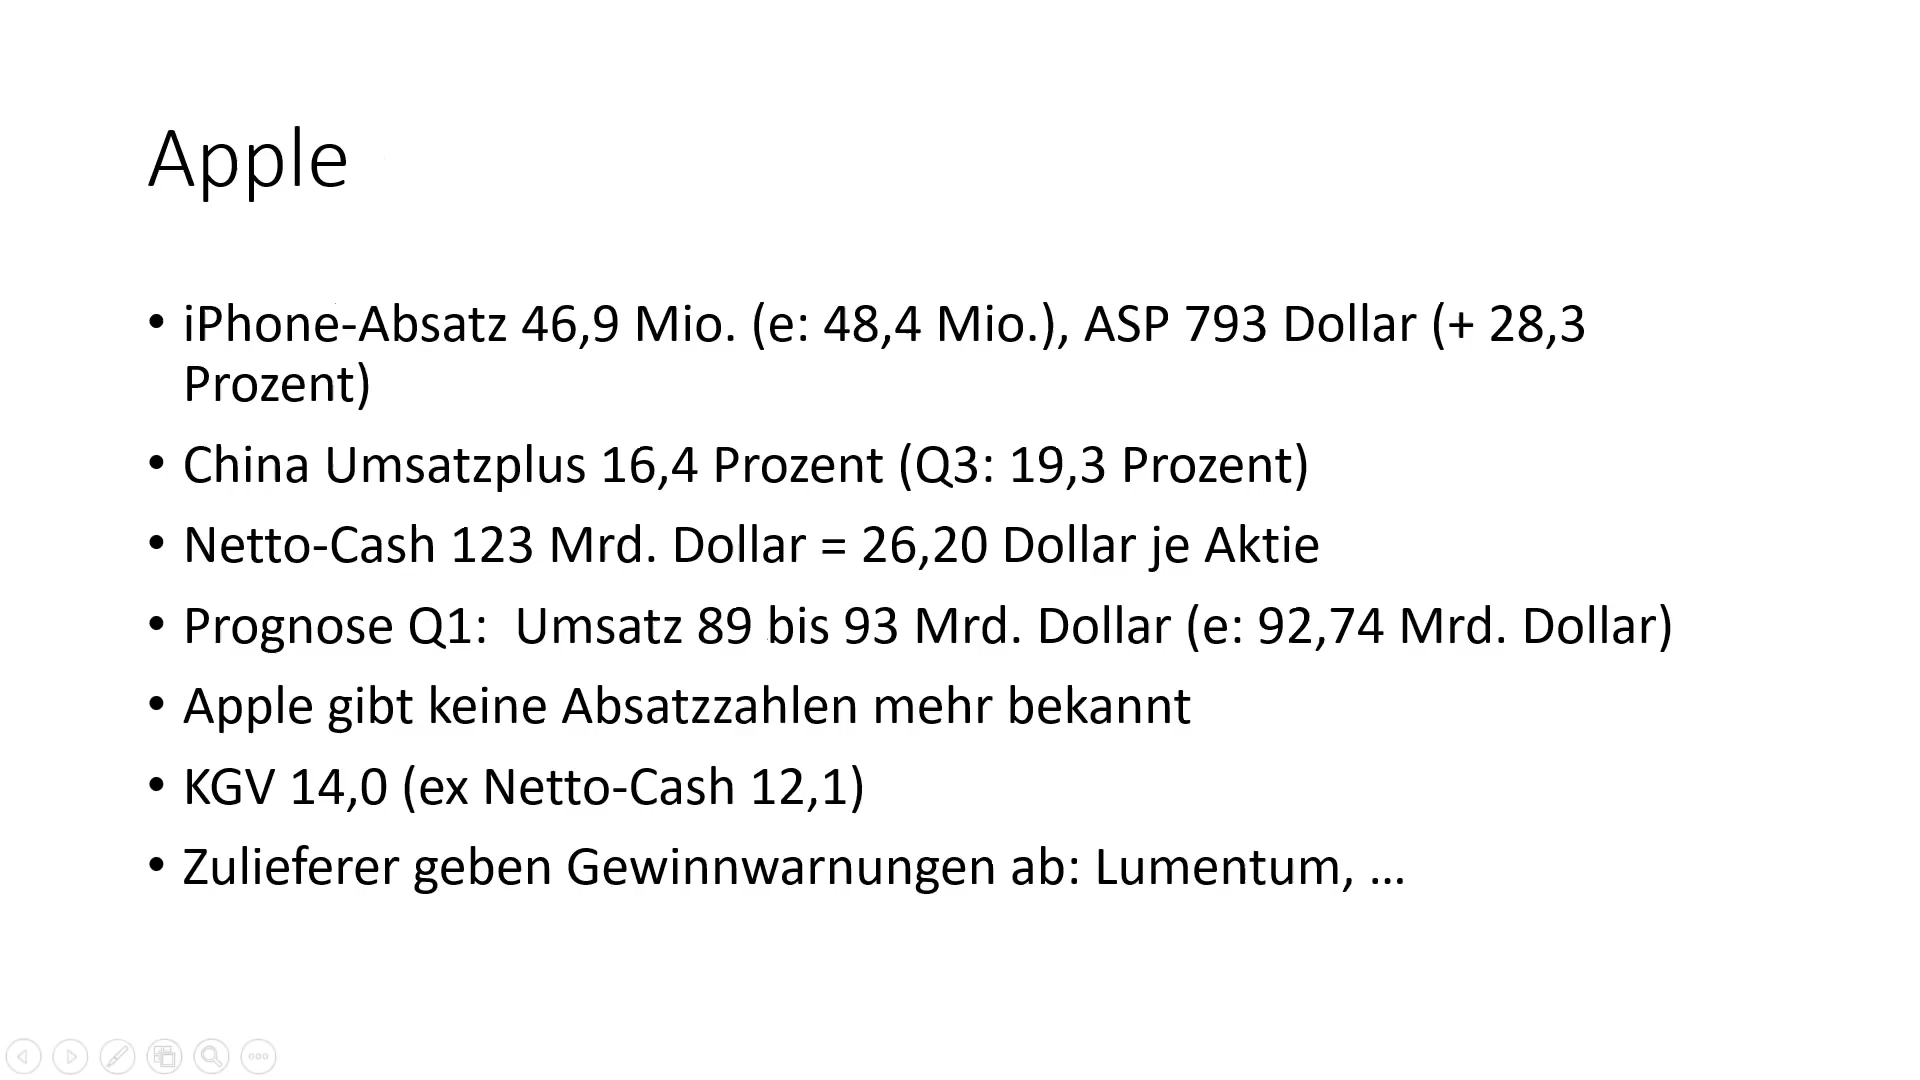 Apple
• iPhone-Absatz 46,9 Mio. (e: 48,4 Mio.), ASP 793 Dollar (+ 28,3
Prozent)
• China Umsatzplus 16,4 Prozent (Q3: 19,3 Prozent)
• Netto-Cash 123 Mrd. Dollar = 26,20 Dollar je Aktie
• Prognose Q1:  Umsatz 89 bis 93 Mrd. Dollar (e: 92,74 Mrd. Dollar)
• Apple gibt keine Absatzzahlen mehr bekannt
• KGV 14,0 (ex Netto-Cash 12,1)
• Zulieferer geben Gewinnwarnungen ab: Lumentum, …